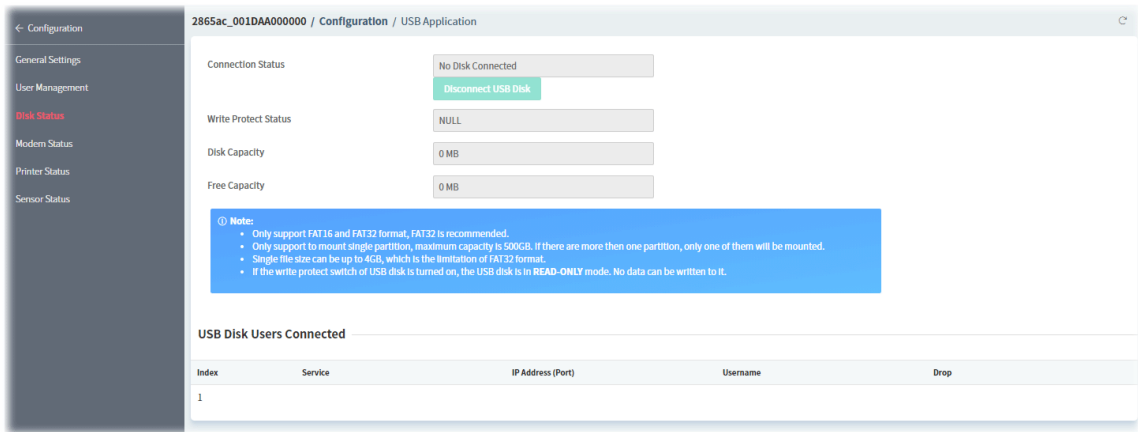 ← Configuration
General Settings
User Management
Disk Status
Modem Status
Printer Status
Sensor Status
2865ac_001DAA000000 / Configuration / USB Application
Connection Status
No Disk Connected
Disconnect USB Disk
Write Protect Status
NULL
Disk Capacity
0 MB
Free Capacity
0 MB
Note:
• Only support FAT16 and FAT32 format, FAT32 is recommended.
• Only support to mount single partition, maximum capacity is 500GB. If there are more then one partition, only one of them will be mounted.
• Single file size can be up to 4GB, which is the limitation of FAT32 format.
• If the write protect switch of USB disk is turned on, the USB disk is in READ-ONLY mode. No data can be written to it.
USB Disk Users Connected
Index Service IP Address (Port) Username Drop
1